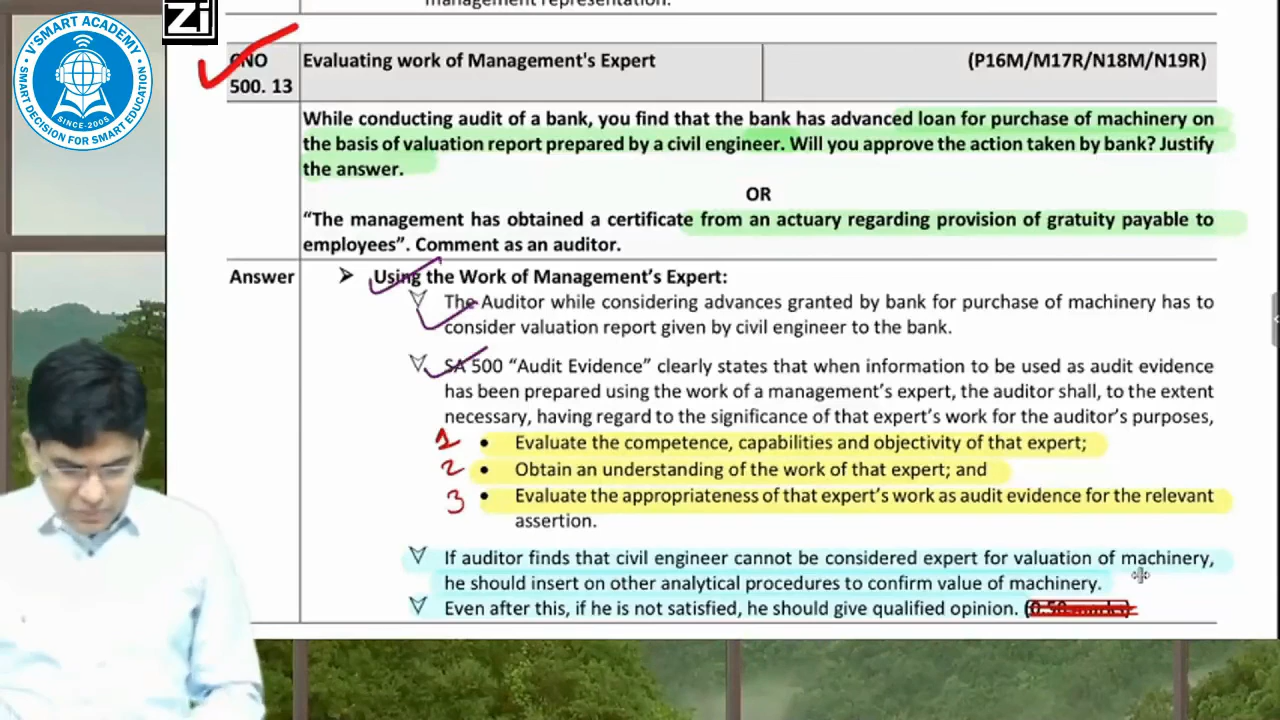 management representation.
Zi
V'SMART ACADEMY
SINCE-2005
SMART DECISION FOR SMART EDUCATION
QNO Evaluating work of Management's Expert (P16M/M17R/N18M/N19R)
500. 13
While conducting audit of a bank, you find that the bank has advanced loan for purchase of machinery on
the basis of valuation report prepared by a civil engineer. Will you approve the action taken by bank? Justify
the answer.
OR
“The management has obtained a certificate from an actuary regarding provision of gratuity payable to
employees”. Comment as an auditor.
Answer ➤ Using the Work of Management’s Expert:
The Auditor while considering advances granted by bank for purchase of machinery has to
consider valuation report given by civil engineer to the bank.
SA 500 “Audit Evidence” clearly states that when information to be used as audit evidence
has been prepared using the work of a management’s expert, the auditor shall, to the extent
necessary, having regard to the significance of that expert’s work for the auditor’s purposes,
1 • Evaluate the competence, capabilities and objectivity of that expert;
2 • Obtain an understanding of the work of that expert; and
3 • Evaluate the appropriateness of that expert’s work as audit evidence for the relevant
assertion.
If auditor finds that civil engineer cannot be considered expert for valuation of machinery,
he should insert on other analytical procedures to confirm value of machinery.
Even after this, if he is not satisfied, he should give qualified opinion.